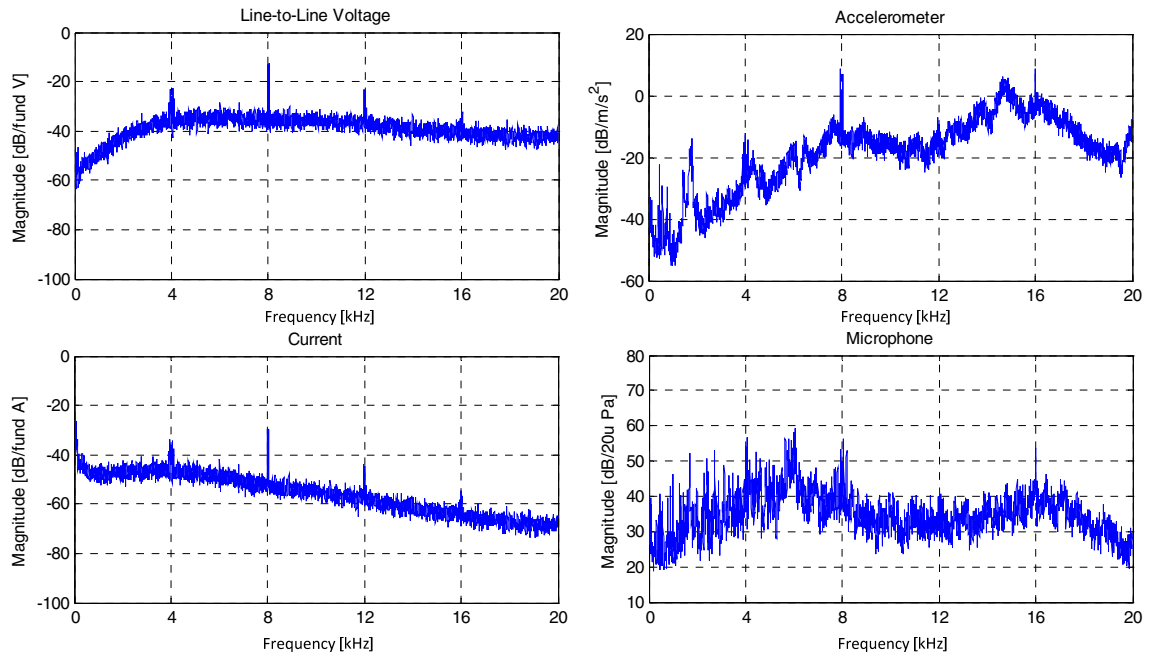 Line-to-Line Voltage
Magnitude [dB/fund V]
0
-20
-40
-60
-80
-100
0 4 8 12 16 20
Frequency [kHz]
Accelerometer
Magnitude [dB/m/s²]
20
0
-20
-40
-60
0 4 8 12 16 20
Frequency [kHz]
Current
Magnitude [dB/fund A]
0
-20
-40
-60
-80
-100
0 4 8 12 16 20
Frequency [kHz]
Microphone
Magnitude [dB/20u Pa]
80
70
60
50
40
30
20
10
0 4 8 12 16 20
Frequency [kHz]